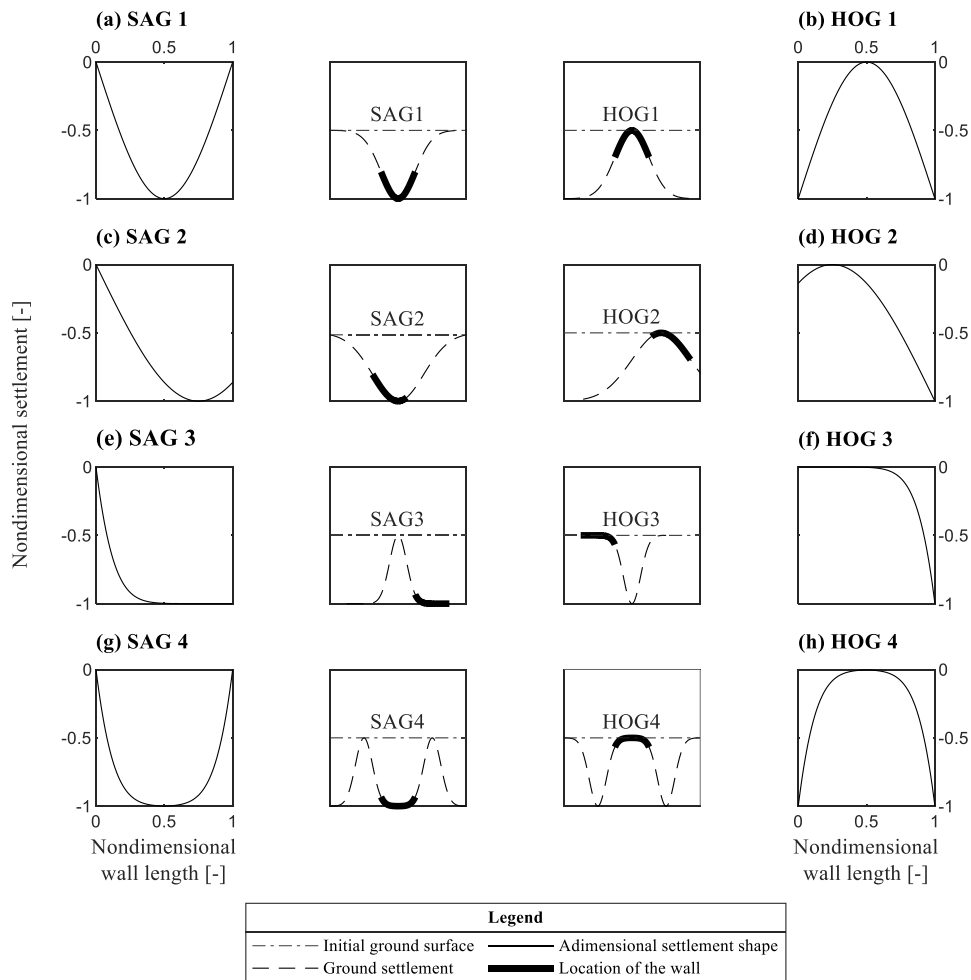 (a) SAG 1
(b) HOG 1
0 0.5 1
0 0.5 1
0
-0.5
-1
SAG1
HOG1
0
-0.5
-1
(c) SAG 2
(d) HOG 2
0
-0.5
-1
SAG2
HOG2
0
-0.5
-1
Nondimensional settlement [-]
(e) SAG 3
(f) HOG 3
0
-0.5
-1
SAG3
HOG3
0
-0.5
-1
(g) SAG 4
(h) HOG 4
0
-0.5
-1
SAG4
HOG4
0
-0.5
-1
0 0.5 1
0 0.5 1
Nondimensional
wall length [-]
Nondimensional
wall length [-]
Legend
Initial ground surface
Adimensional settlement shape
Ground settlement
Location of the wall